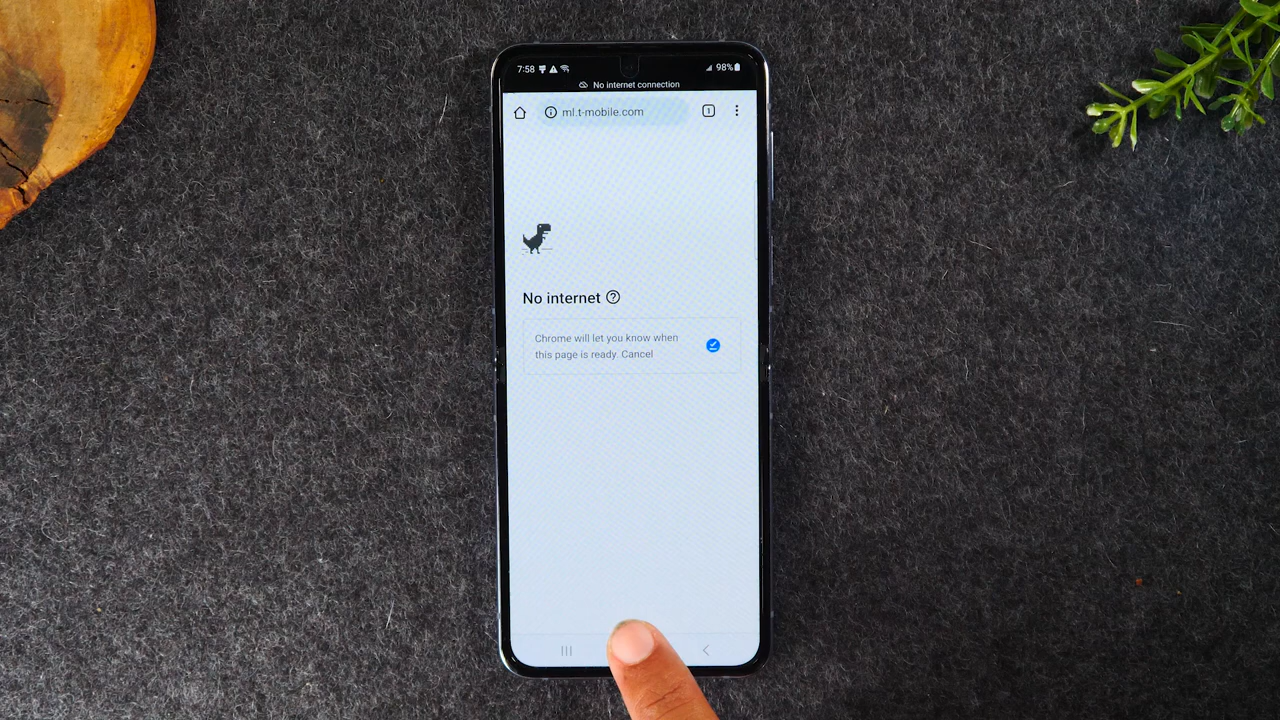 7:58
98%
No internet connection
ml.t-mobile.com
1
No internet
Chrome will let you know when
this page is ready. Cancel